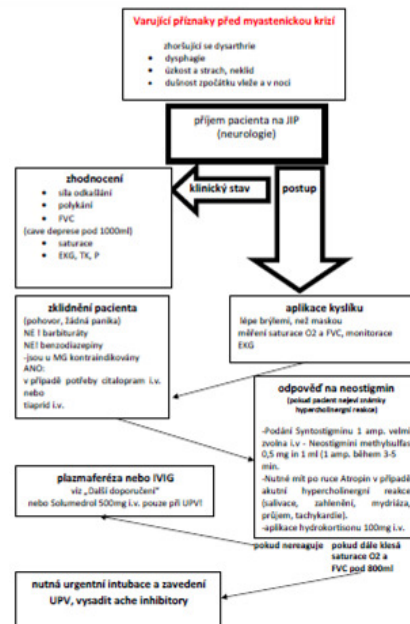 Varující příznaky před myastenickou krizí
zhoršující se dysarthrie
• dysphagie
• úzkost a strach, neklid
• dušnost zpočátku vleže a v noci
příjem pacienta na JIP
(neurologie)
klinický stav
postup
zhodnocení
• síla odkašlání
• polykání
• FVC
(cave deprese pod 1000ml)
• saturace
• EKG, TK, P
zklidnění pacienta
(pohovor, žádná panika)
NE ! barbituráty
NE! benzodiazepiny
-jsou u MG kontraindikovány
ANO:
v případě potřeby citalopram i.v.
nebo
tiaprid i.v.
aplikace kyslíku
lépe brýlemi, než maskou
měření saturace O2 a FVC, monitorace
EKG
odpověď na neostigmin
(pokud pacient nejeví známky
hypercholinergní reakce)
-Podání Syntostigminu 1 amp. velmi
zvolna i.v - Neostigmini methylsulfas
0,5 mg in 1 ml (1 amp. během 3-5
min.
-Nutné mít po ruce Atropin v případě
akutní hypercholinergní reakce
(salivace, zahlenění, mydriáza,
průjem, tachykardie).
-aplikace hydrokortisonu 100mg i.v.
plazmaferéza nebo IVIG
viz „Další doporučení"
nebo Solumedrol 500mg i.v. pouze při UPV!
pokud nereaguje
pokud dále klesá
saturace O2 a
FVC pod 800ml
nutná urgentní intubace a zavedení
UPV, vysadit ache inhibitory